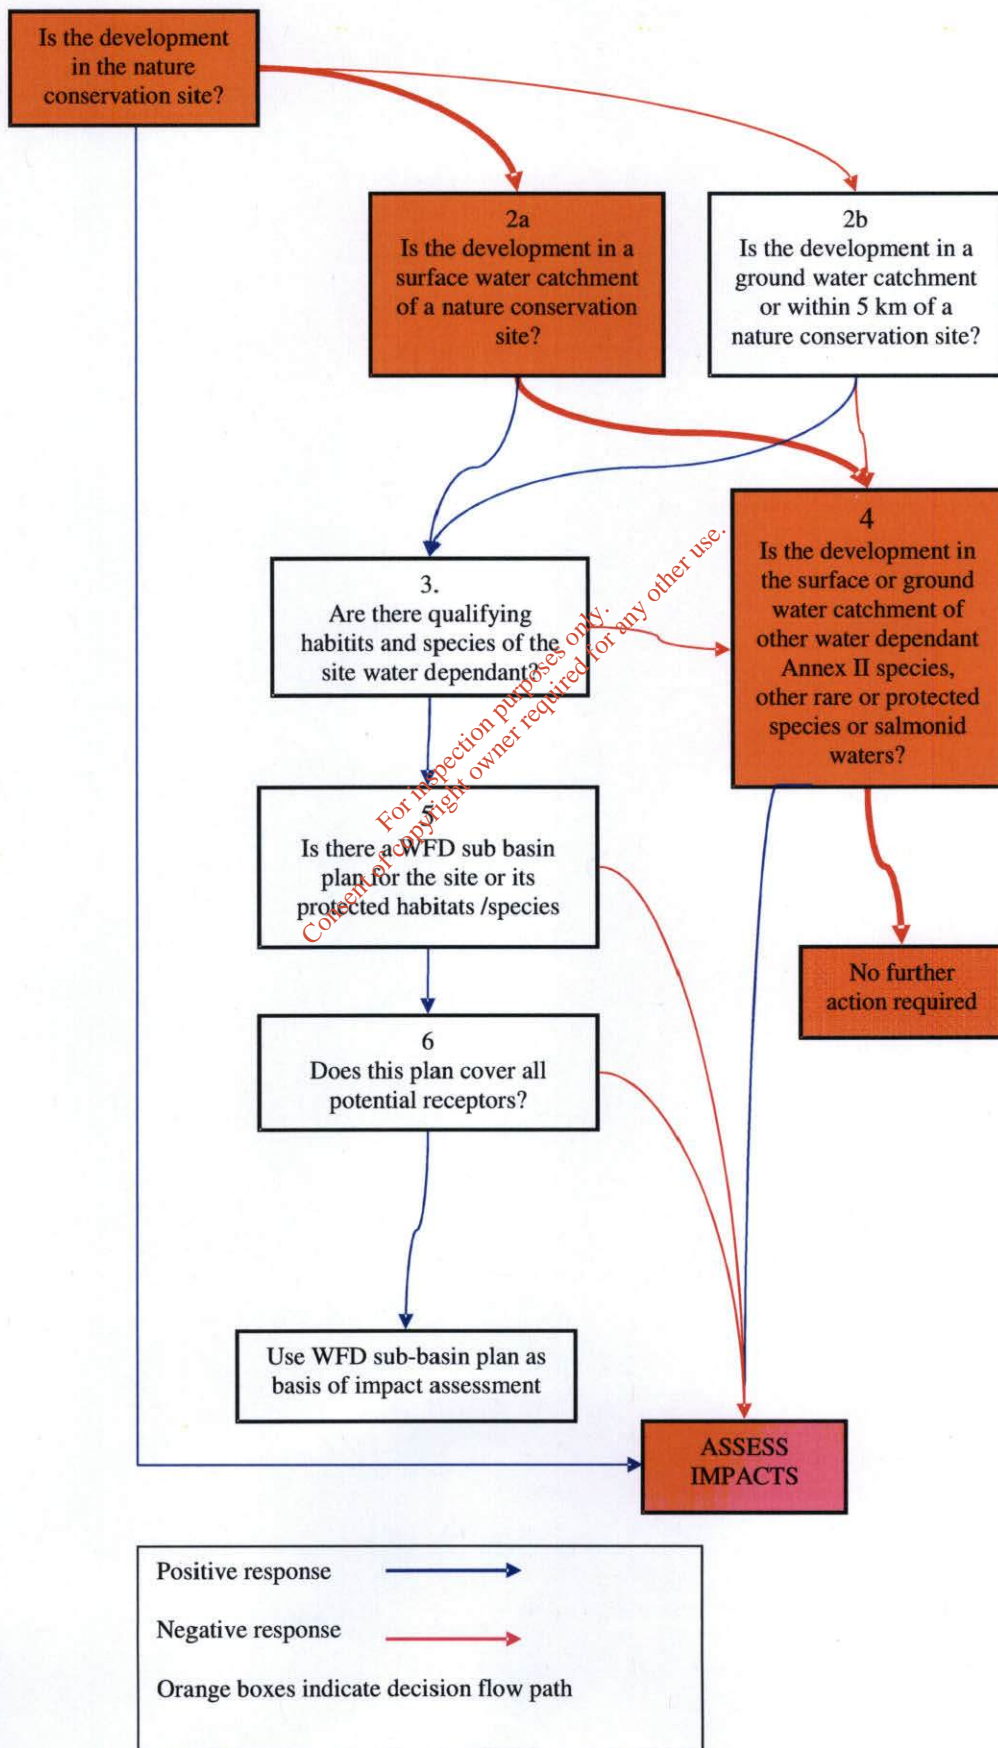 Is the development
in the nature
conservation site?
2a
Is the development in a
surface water catchment
of a nature conservation
site?
2b
Is the development in a
ground water catchment
or within 5 km of a
nature conservation site?
3.
Are there qualifying
habitits and species of the
site water dependant?
4
Is the development in
the surface or ground
water catchment of
other water dependant
Annex II species,
other rare or protected
species or salmonid
waters?
For inspection purposes only.
Consent of copyright owner required for any other use.
5
Is there a WFD sub basin
plan for the site or its
protected habitats /species
No further
action required
6
Does this plan cover all
potential receptors?
Use WFD sub-basin plan as
basis of impact assessment
ASSESS
IMPACTS
Positive response
Negative response
Orange boxes indicate decision flow path